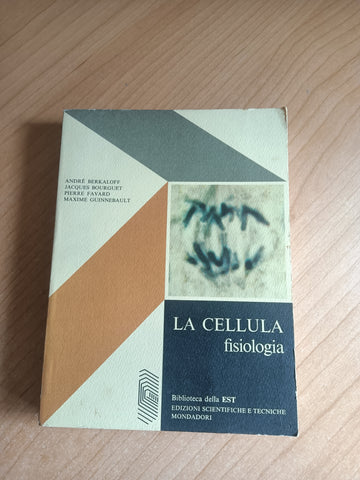 ANDRÉ BERKALOFF
JACQUES BOURGUET
PIERRE FAVARD
MAXIME GUINNEBAULT
LA CELLULA
fisiologia
Biblioteca della EST
EDIZIONI SCIENTIFICHE E TECNICHE
MONDADORI